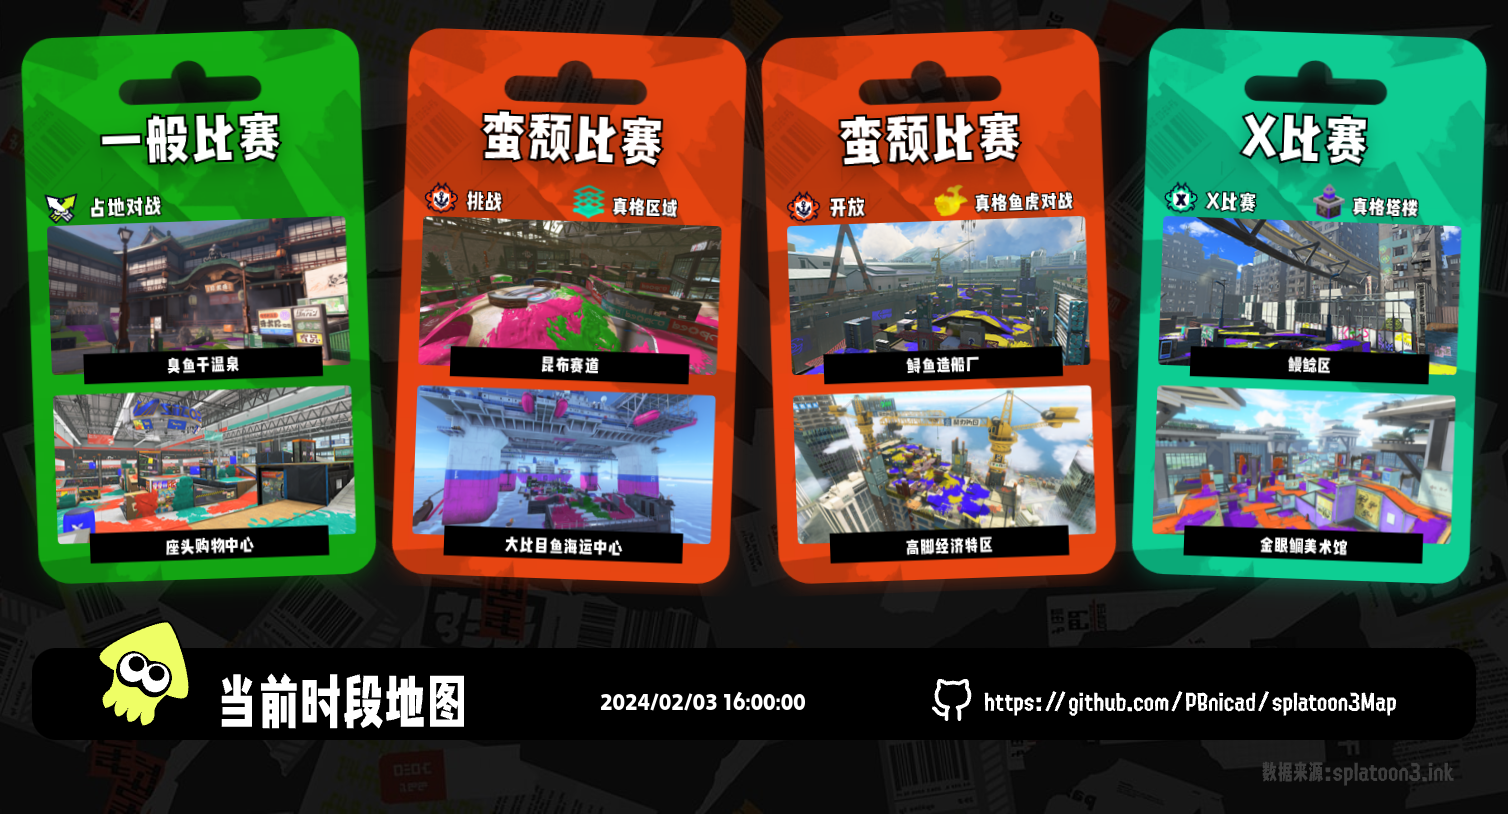 一般比赛
占地对战
臭鱼干温泉
座头购物中心
蛮颓比赛
挑战
真格区域
昆布赛道
大比目鱼海运中心
蛮颓比赛
开放
真格鱼虎对战
鲟鱼造船厂
高脚经济特区
X比赛
X比赛
真格塔楼
鳗鲶区
金眼鲷美术馆
当前时段地图
2024/02/03 16:00:00
https://github.com/PBnicad/splatoon3Map
数据来源:splatoon3.ink